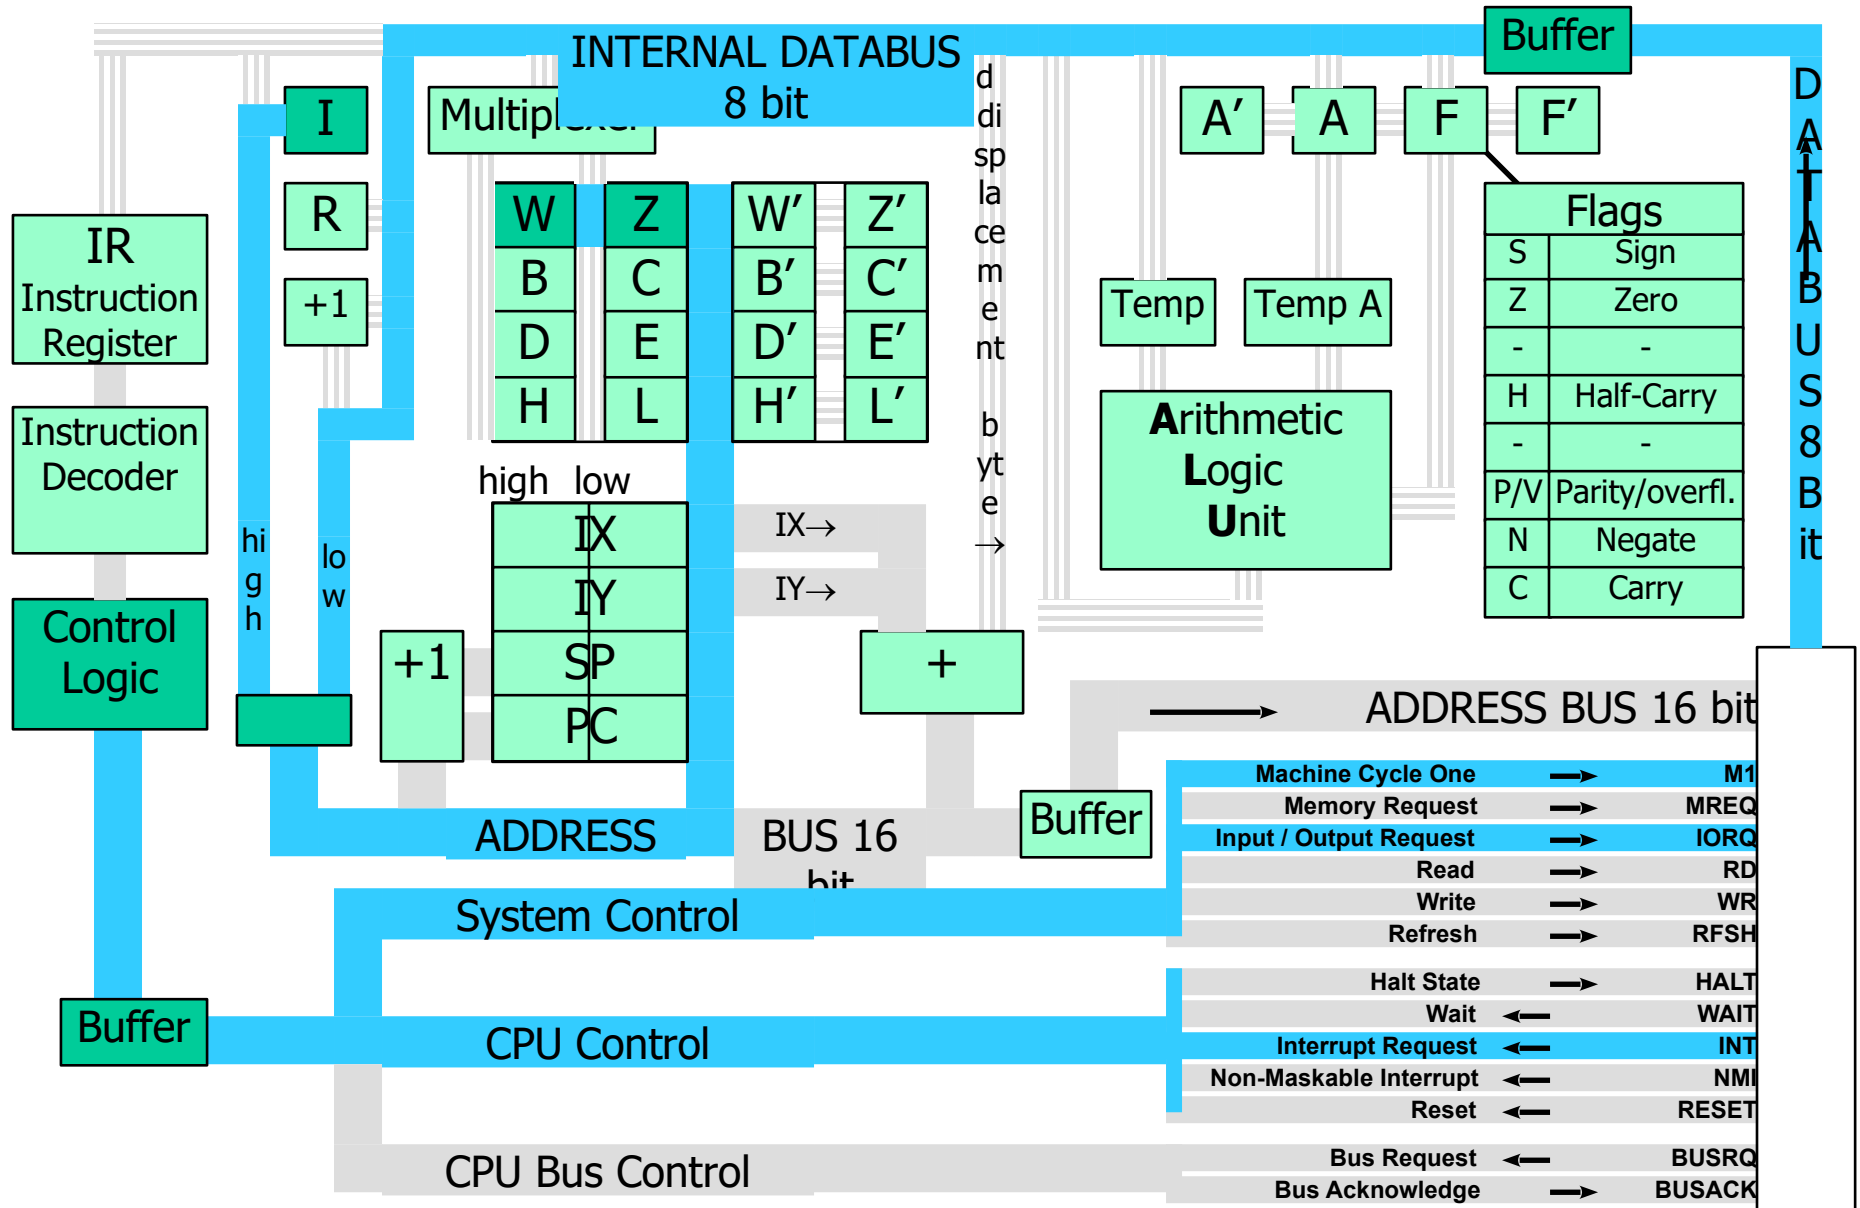 INTERNAL DATABUS
8 bit
Buffer
I
Multiplexer
A′
A
F
F′
R
+1
IR
Instruction
Register
Instruction
Decoder
Control
Logic
W
Z
W′
Z′
B
C
B′
C′
D
E
D′
E′
H
L
H′
L′
high
low
IX
IY
SP
PC
+1
IX→
IY→
+
d
di
sp
la
ce
m
e
nt
b
yt
e
→
Temp
Temp A
Arithmetic
Logic
Unit
Flags
S Sign
Z Zero
- -
H Half-Carry
- -
P/V Parity/overfl.
N Negate
C Carry
D
A
T
A
B
U
S
8
B
it
hi
g
h
lo
w
ADDRESS BUS 16
bit
Buffer
ADDRESS BUS 16 bit
Machine Cycle One M1
Memory Request MREQ
Input / Output Request IORQ
Read RD
Write WR
Refresh RFSH
System Control
Halt State HALT
Wait WAIT
Interrupt Request INT
Non-Maskable Interrupt NMI
Reset RESET
Buffer
CPU Control
CPU Bus Control
Bus Request BUSRQ
Bus Acknowledge BUSACK